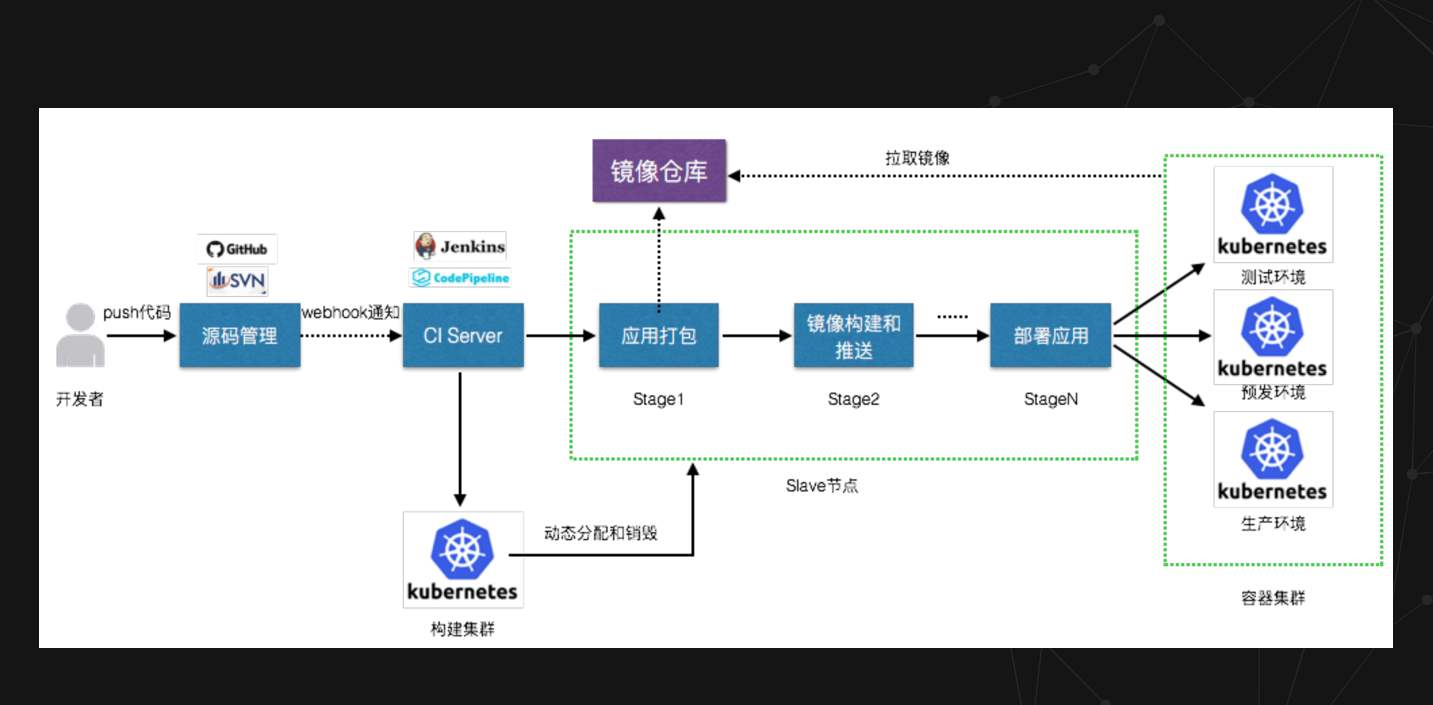 镜像仓库
拉取镜像
kubernetes
测试环境
GitHub
SVN
Jenkins
CodePipeline
开发者
push代码
源码管理
webhook通知
CI Server
应用打包
Stage1
镜像构建和
推送
Stage2
......
部署应用
StageN
kubernetes
预发环境
kubernetes
生产环境
容器集群
Slave节点
动态分配和销毁
kubernetes
构建集群